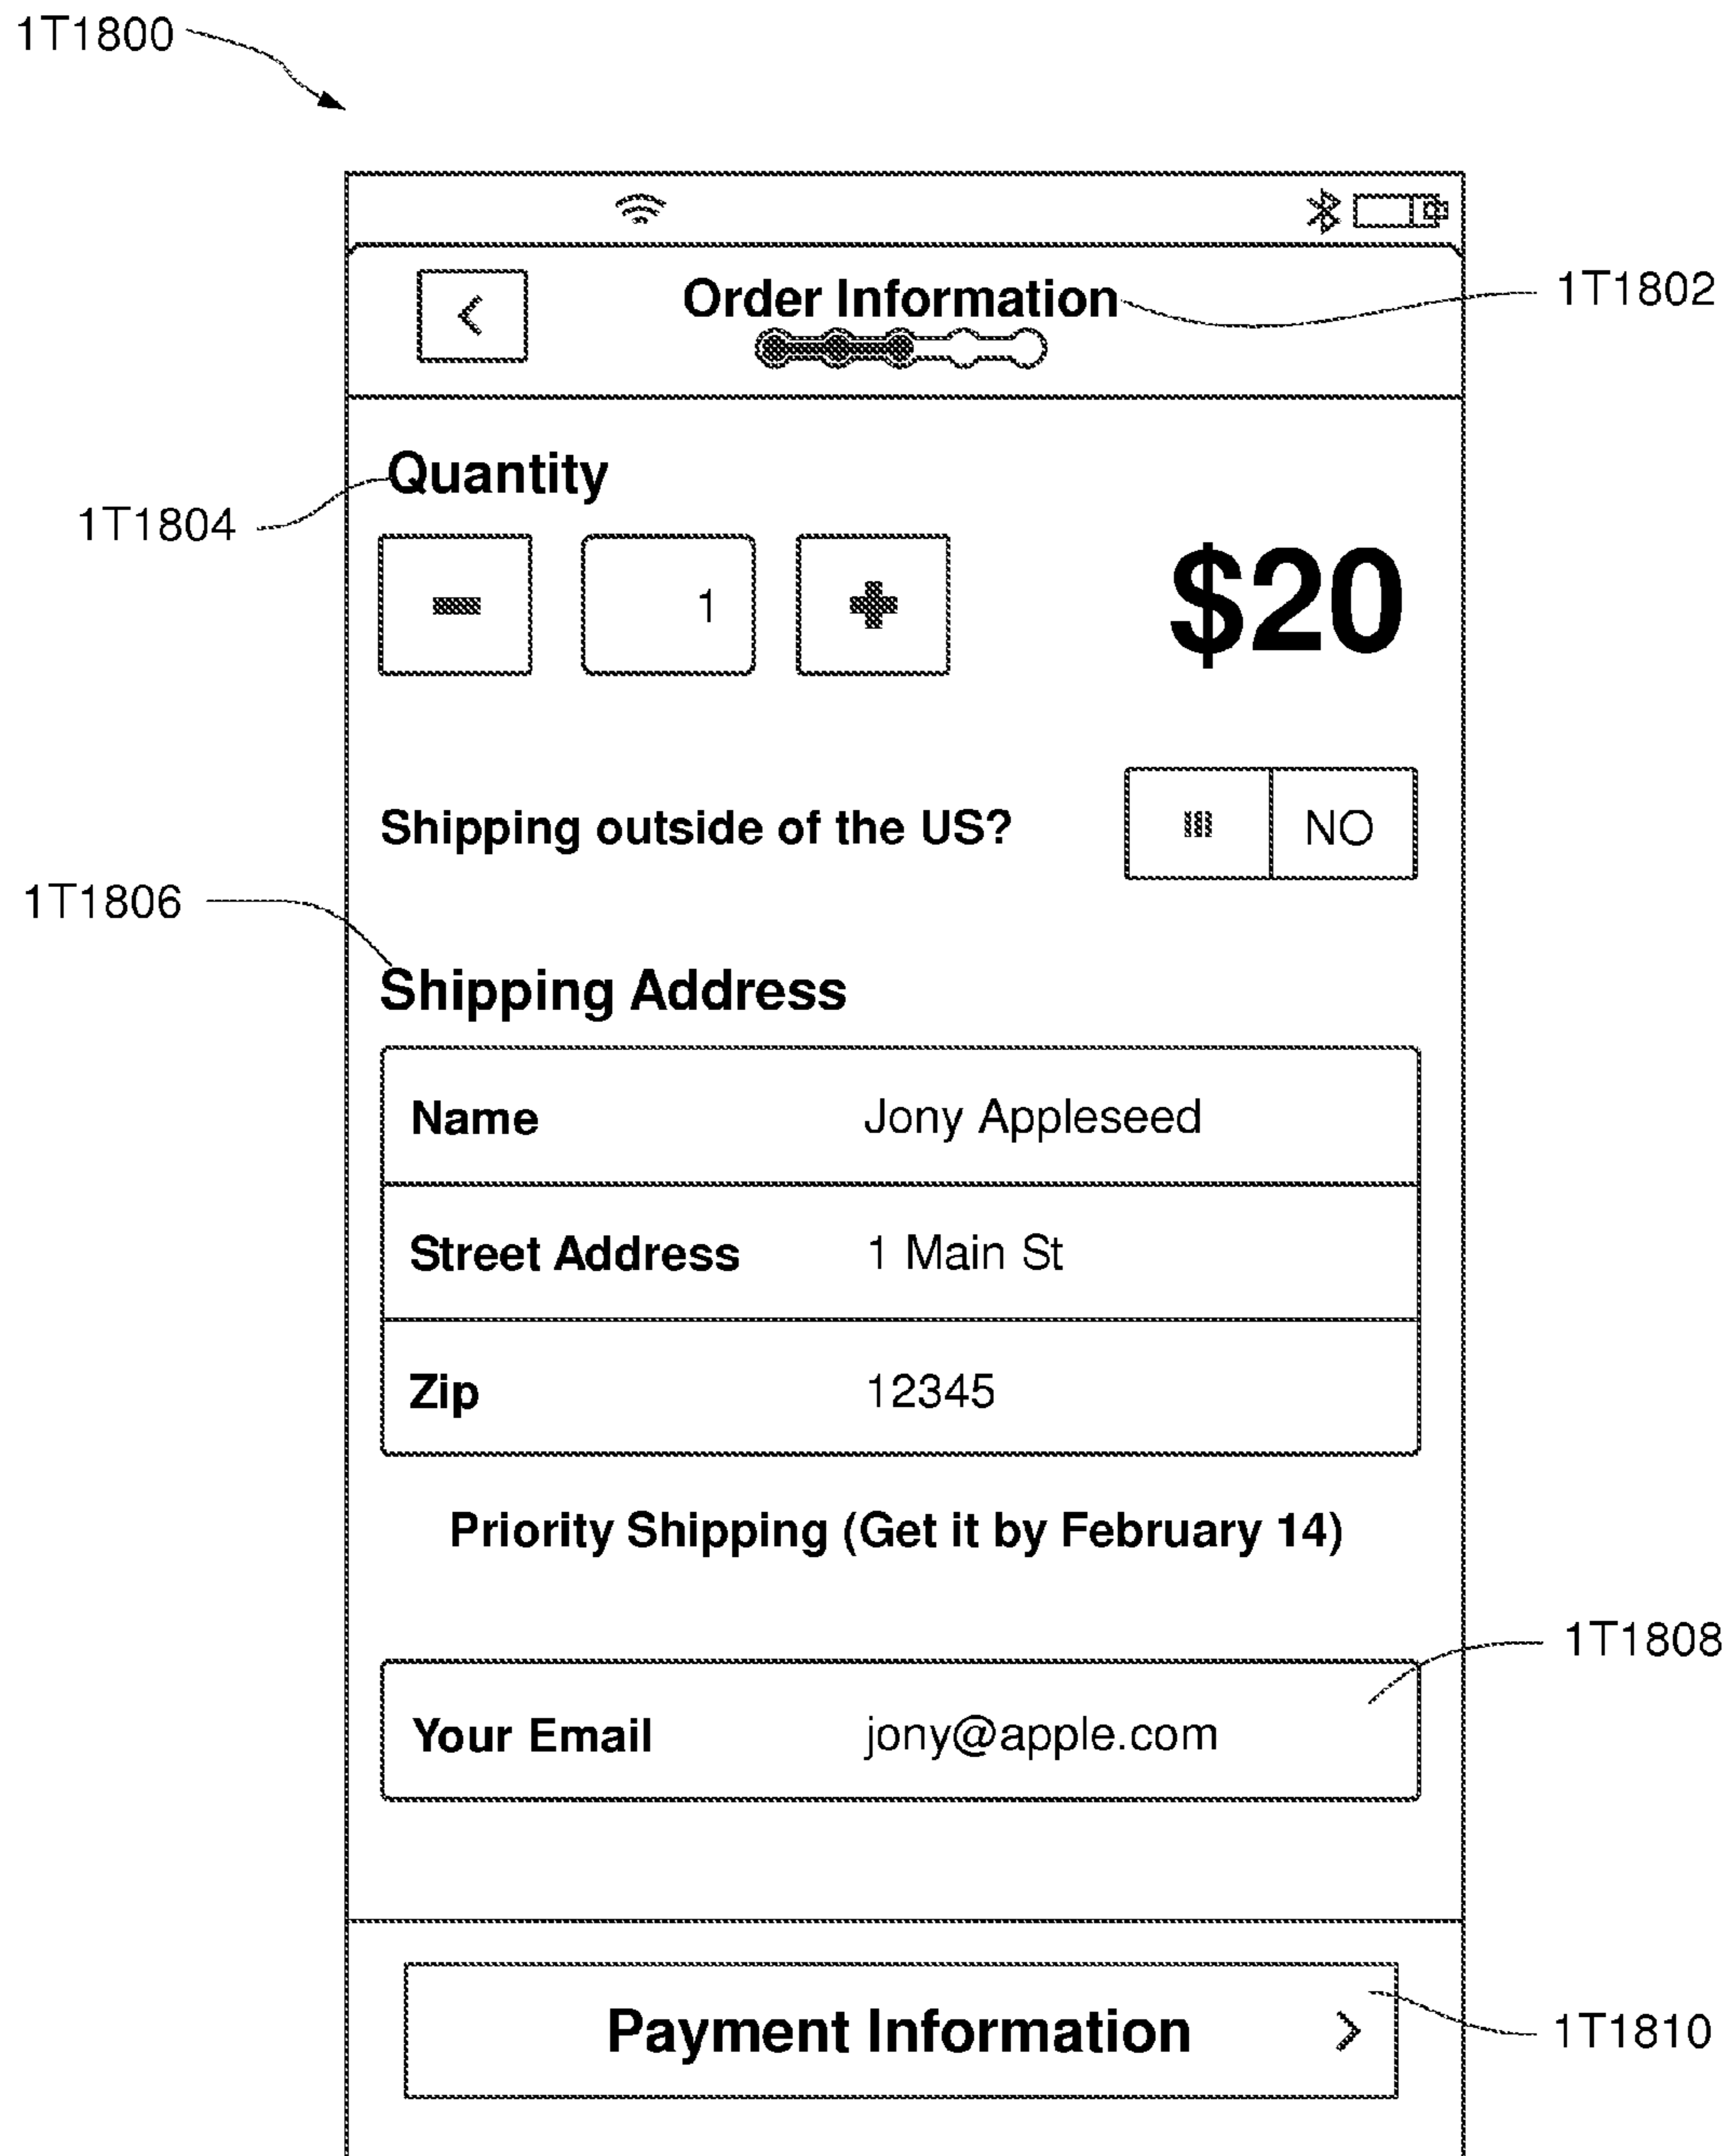 1T1800
Order Information
1T1802
Quantity
1T1804
1
$20
Shipping outside of the US?
NO
1T1806
Shipping Address
Name Jony Appleseed
Street Address 1 Main St
Zip 12345
Priority Shipping (Get it by February 14)
1T1808
Your Email jony@apple.com
Payment Information >
1T1810